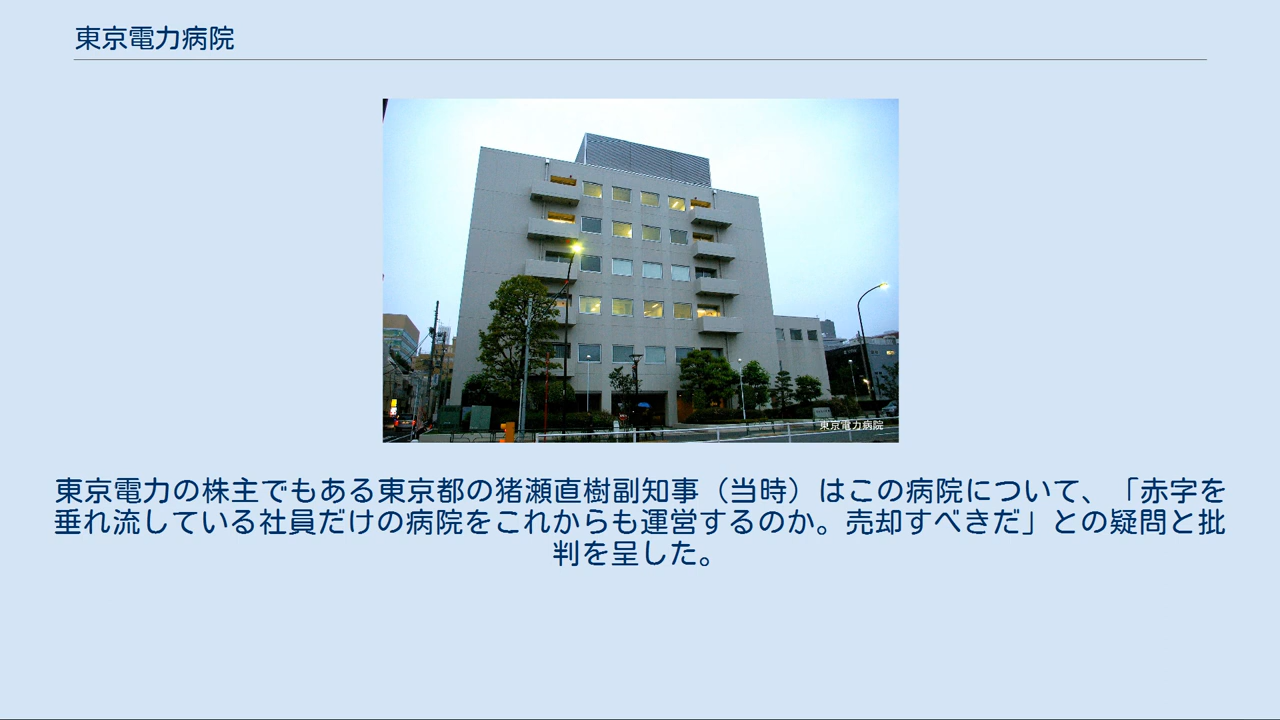 東京電力病院
東京電力病院
東京電力の株主でもある東京都の猪瀬直樹副知事（当時）はこの病院について、「赤字を
垂れ流している社員だけの病院をこれからも運営するのか。売却すべきだ」との疑問と批
判を呈した。